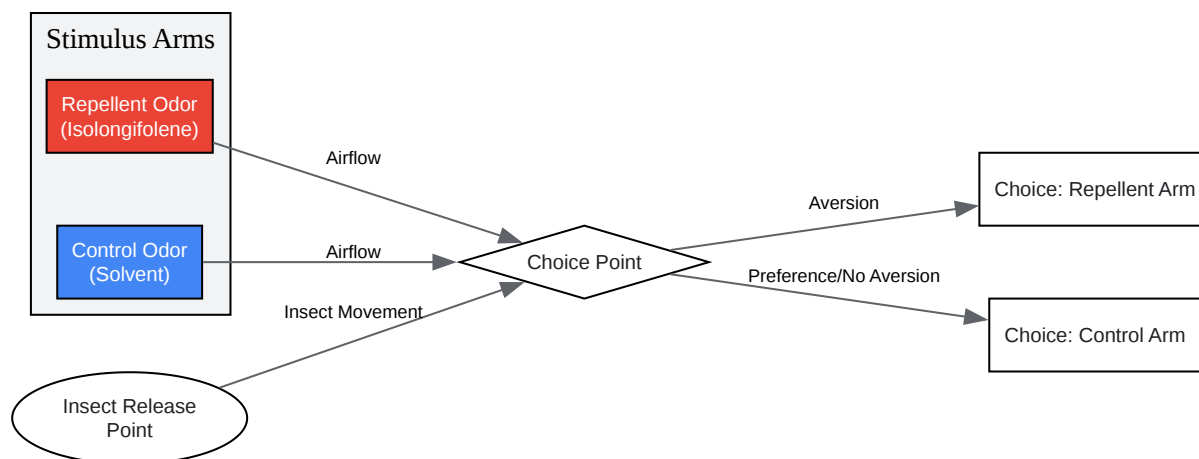 Stimulus Arms
Repellent Odor
(Isolongifolene)
Airflow
Control Odor
(Solvent)
Airflow
Insect Movement
Insect Release
Point
Choice Point
Aversion
Preference/No Aversion
Choice: Repellent Arm
Choice: Control Arm